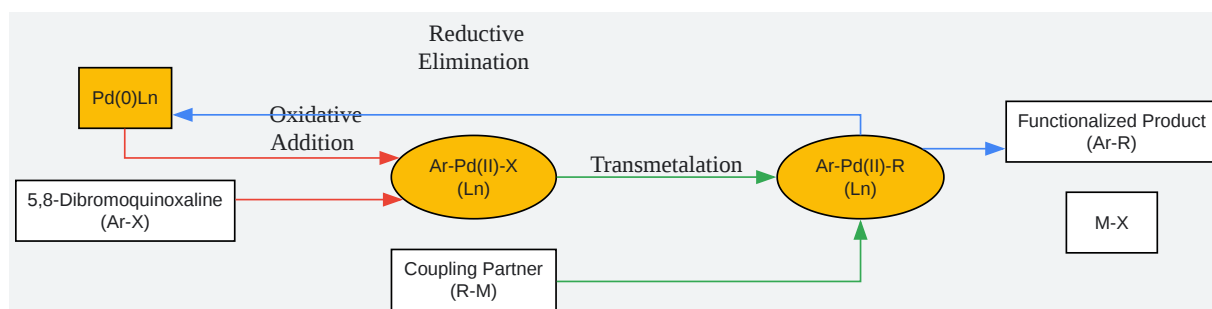 Reductive
Elimination
Pd(0)Ln
Oxidative
Addition
Functionalized Product
(Ar-R)
Ar-Pd(II)-X
(Ln)
Transmetalation
Ar-Pd(II)-R
(Ln)
5,8-Dibromoquinoxaline
(Ar-X)
M-X
Coupling Partner
(R-M)